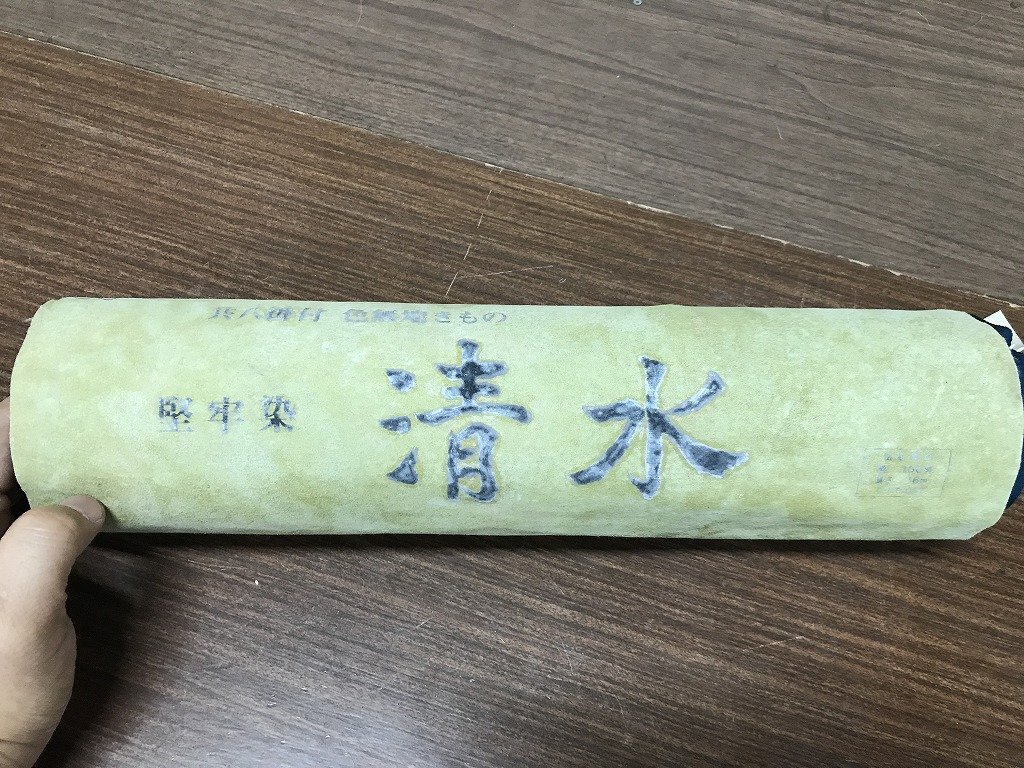 共八掛付 色無地きもの
堅牢染
清水